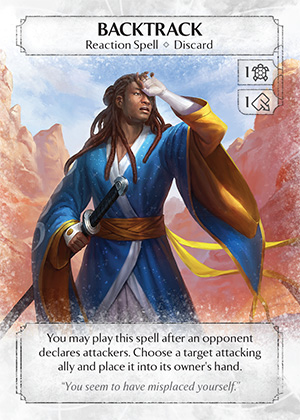 BACKTRACK
Reaction Spell ⬦ Discard
1
1
You may play this spell after an opponent
declares attackers. Choose a target attacking
ally and place it into its owner's hand.
"You seem to have misplaced yourself."